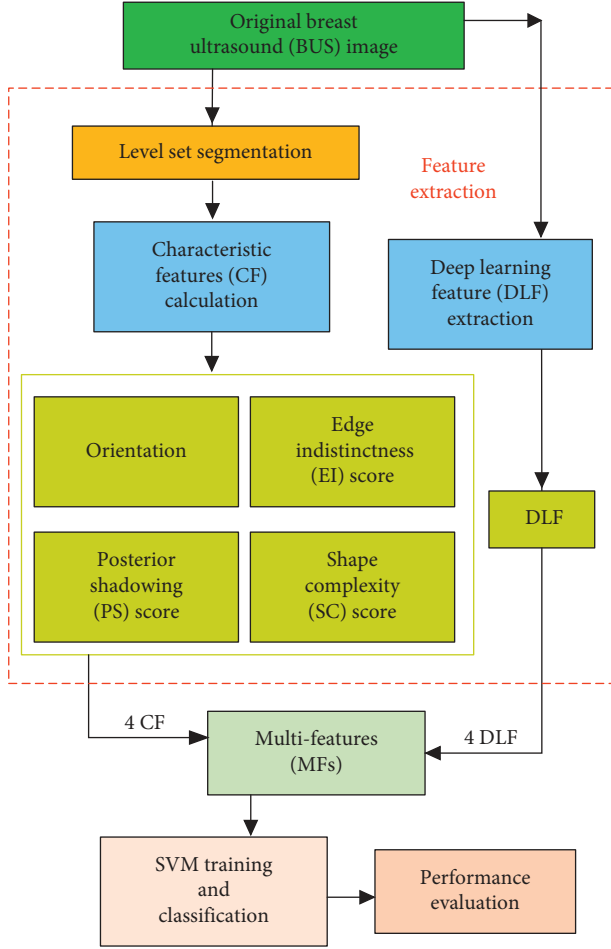 Original breast
ultrasound (BUS) image
Level set segmentation
Feature
extraction
Characteristic
features (CF)
calculation
Deep learning
feature (DLF)
extraction
Orientation
Edge
indistinctness
(EI) score
DLF
Posterior
shadowing
(PS) score
Shape
complexity
(SC) score
4 CF
Multi-features
(MFs)
4 DLF
SVM training
and
classification
Performance
evaluation